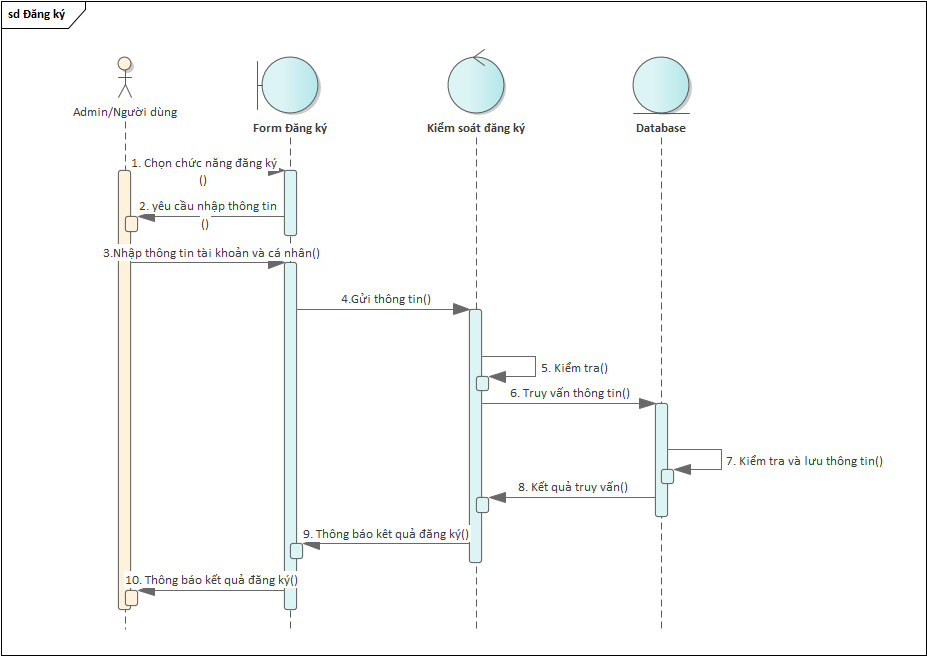 sd Đăng ký
Admin/Người dùng
Form Đăng ký
Kiểm soát đăng ký
Database
1. Chọn chức năng đăng ký
()
2. yêu cầu nhập thông tin
()
3.Nhập thông tin tài khoản và cá nhân()
4.Gửi thông tin()
5. Kiểm tra()
6. Truy vấn thông tin()
7. Kiểm tra và lưu thông tin()
8. Kết quả truy vấn()
9. Thông báo kêt quả đăng ký()
10. Thông báo kết quả đăng ký()